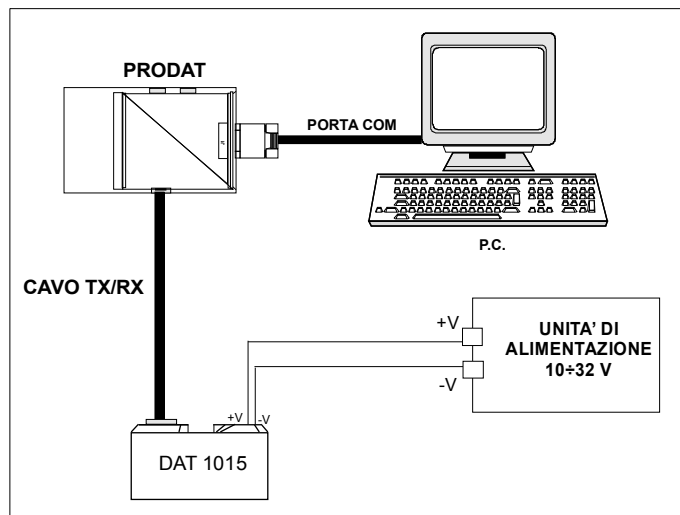 PRODAT
PORTA COM
P.C.
CAVO TX/RX
+V
-V
UNITA' DI
ALIMENTAZIONE
10÷32 V
+V
-V
DAT 1015